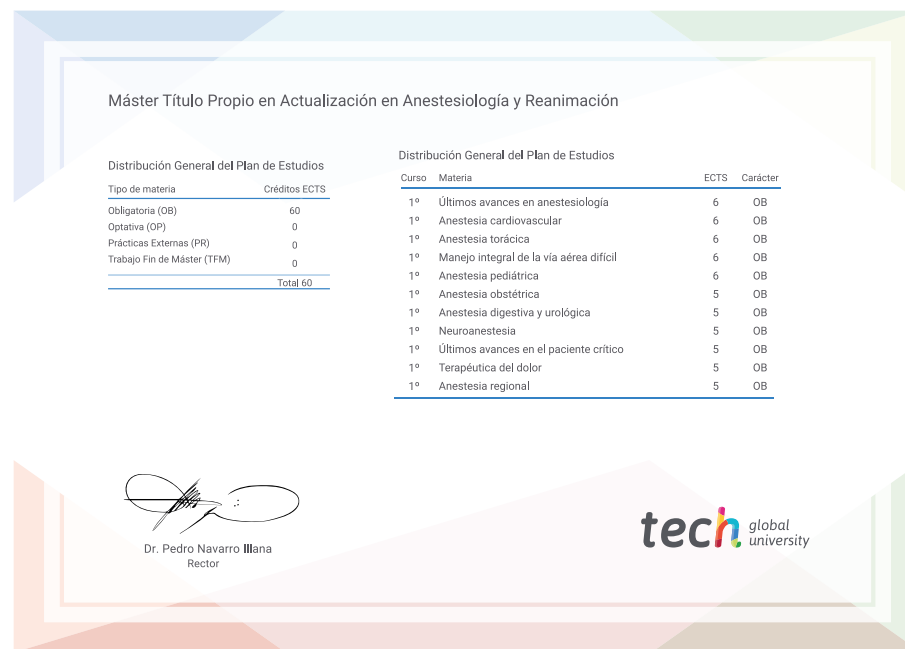 Máster Título Propio en Actualización en Anestesiología y Reanimación
Distribución General del Plan de Estudios
Tipo de materia Créditos ECTS
Obligatoria (OB) 60
Optativa (OP) 0
Prácticas Externas (PR) 0
Trabajo Fin de Máster (TFM) 0
Total 60
Distribución General del Plan de Estudios
Curso Materia ECTS Carácter
1º Últimos avances en anestesiología 6 OB
1º Anestesia cardiovascular 6 OB
1º Anestesia torácica 6 OB
1º Manejo integral de la vía aérea difícil 6 OB
1º Anestesia pediátrica 6 OB
1º Anestesia obstétrica 5 OB
1º Anestesia digestiva y urológica 5 OB
1º Neuroanestesia 5 OB
1º Últimos avances en el paciente crítico 5 OB
1º Terapéutica del dolor 5 OB
1º Anestesia regional 5 OB
Dr. Pedro Navarro Illana
Rector
tech global
university